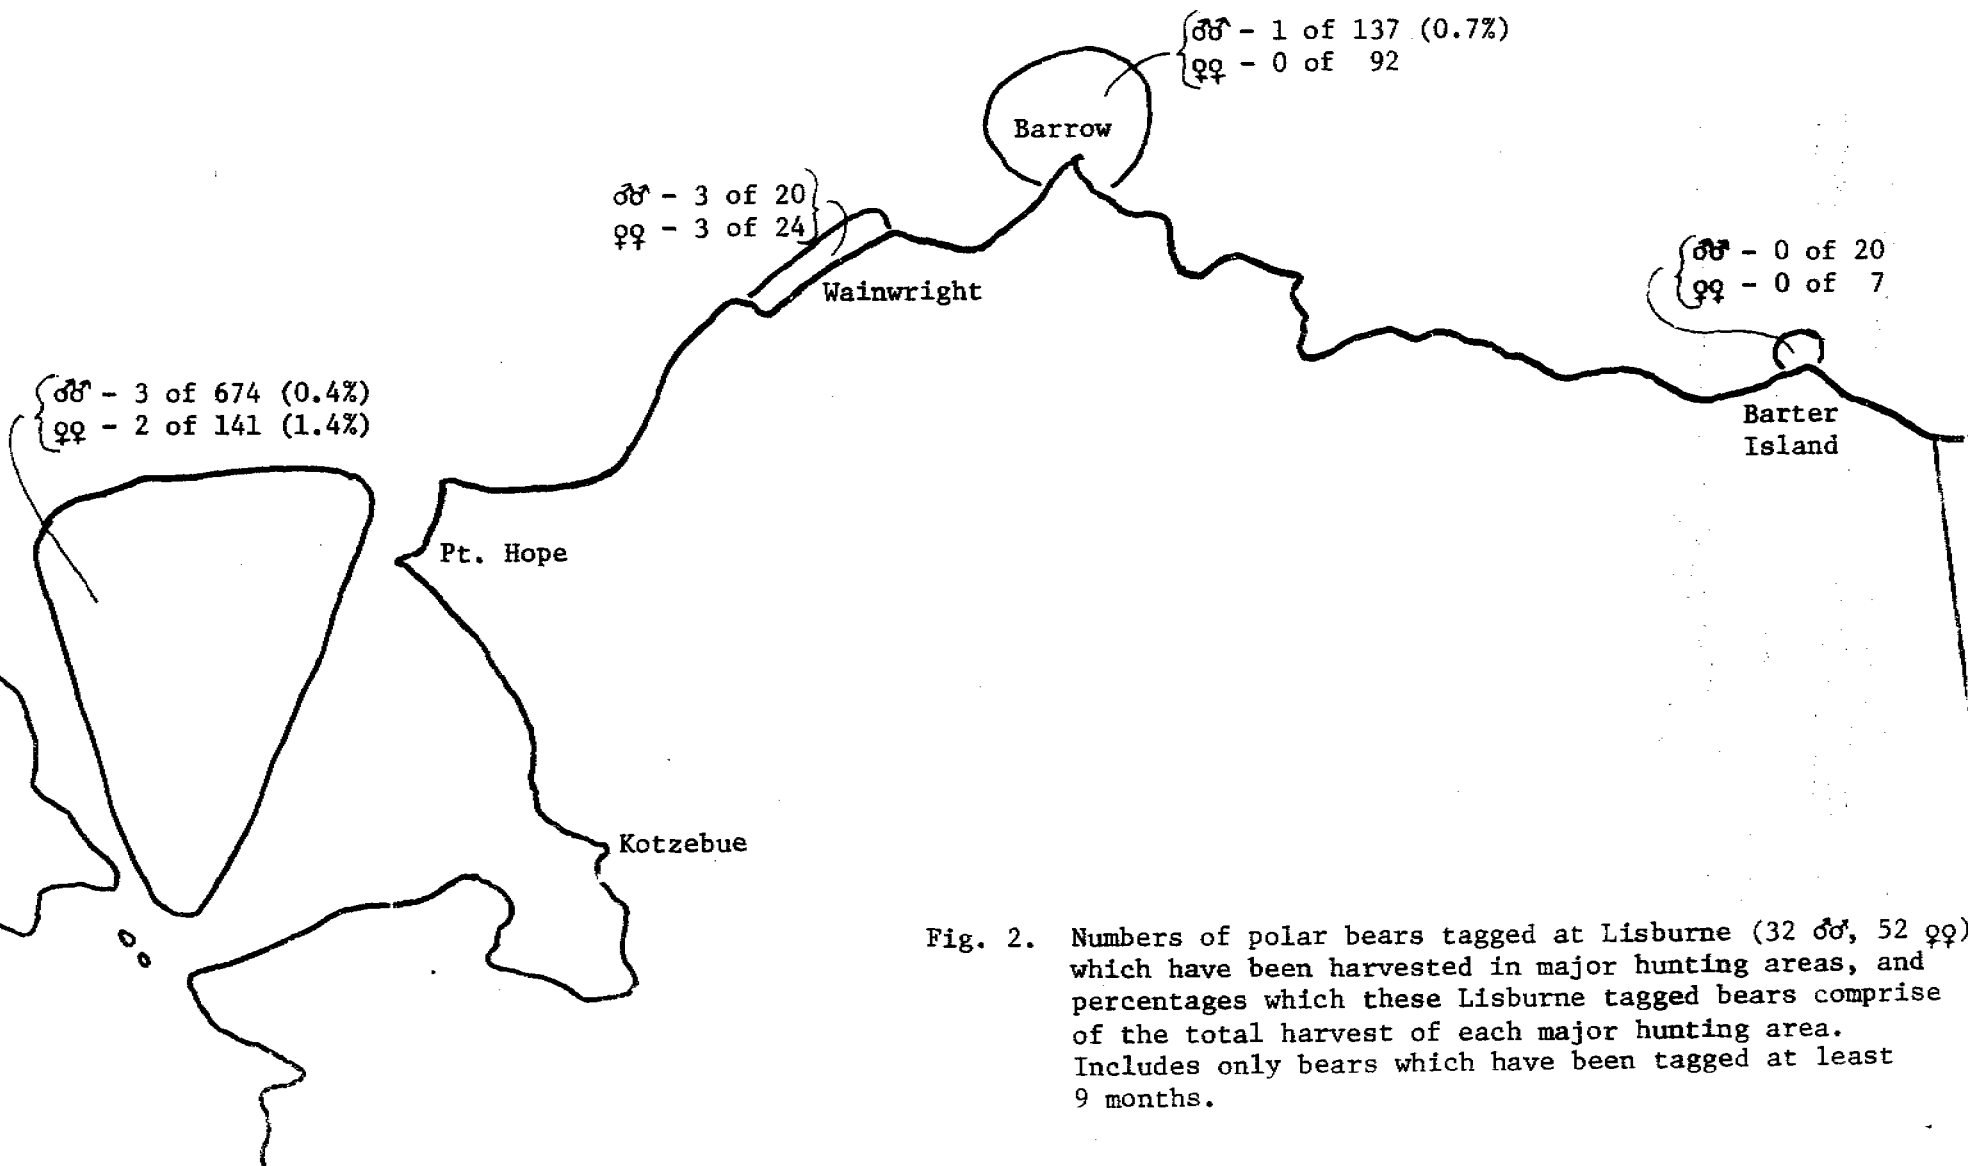 ♂♂ - 1 of 137 (0.7%)
♀♀ - 0 of 92
Barrow
♂♂ - 3 of 20
♀♀ - 3 of 24
Wainwright
♂♂ - 0 of 20
♀♀ - 0 of 7
Barter
Island
♂♂ - 3 of 674 (0.4%)
♀♀ - 2 of 141 (1.4%)
Pt. Hope
Kotzebue
Fig. 2. Numbers of polar bears tagged at Lisburne (32 ♂♂, 52 ♀♀)
which have been harvested in major hunting areas, and
percentages which these Lisburne tagged bears comprise
of the total harvest of each major hunting area.
Includes only bears which have been tagged at least
9 months.